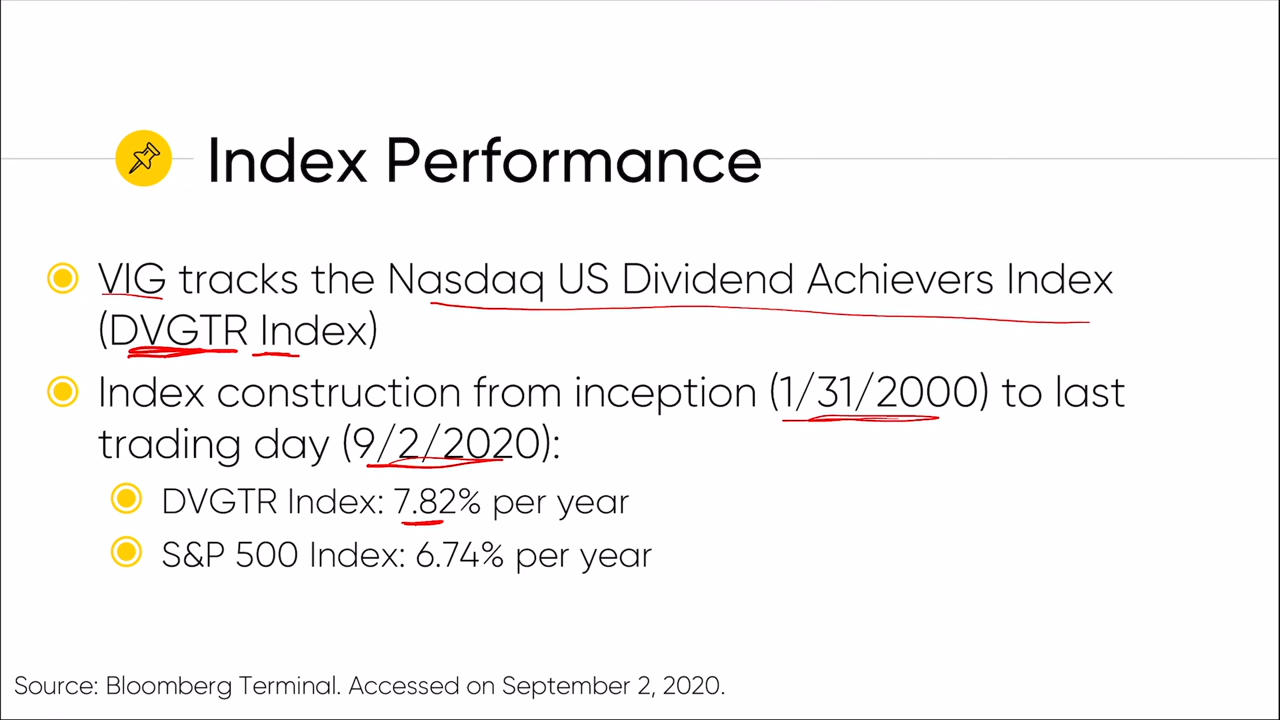 Index Performance
VIG tracks the Nasdaq US Dividend Achievers Index
(DVGTR Index)
Index construction from inception (1/31/2000) to last
trading day (9/2/2020):
DVGTR Index: 7.82% per year
S&P 500 Index: 6.74% per year
Source: Bloomberg Terminal. Accessed on September 2, 2020.